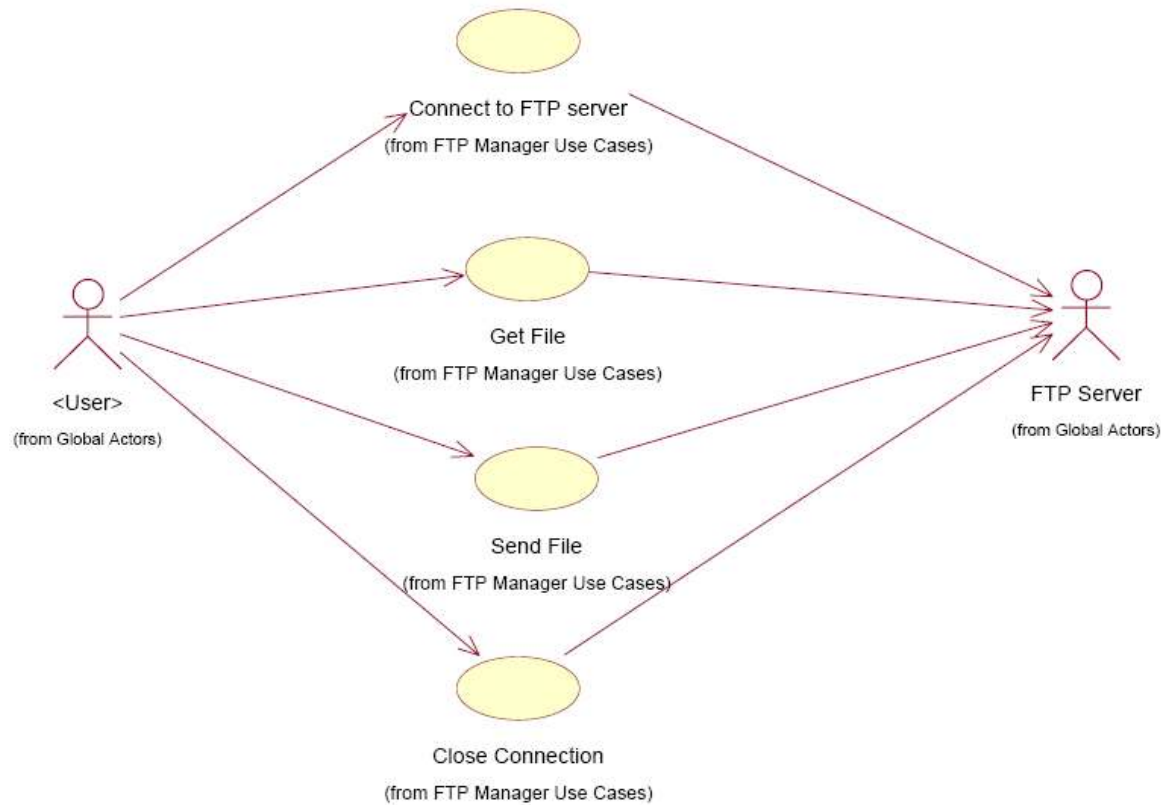 Connect to FTP server
(from FTP Manager Use Cases)
Get File
(from FTP Manager Use Cases)
<User>
(from Global Actors)
FTP Server
(from Global Actors)
Send File
(from FTP Manager Use Cases)
Close Connection
(from FTP Manager Use Cases)